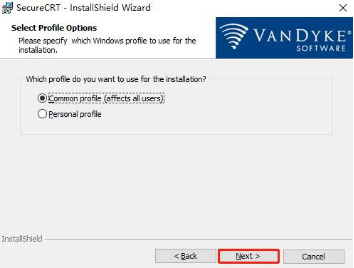 SecureCRT - InstallShield Wizard
Select Profile Options
Please specify which Windows profile to use for the
installation.
VANDYKE
SOFTWARE
Which profile do you want to use for the installation?
Common profile (affects all users)
Personal profile
InstallShield
< Back
Next >
Cancel